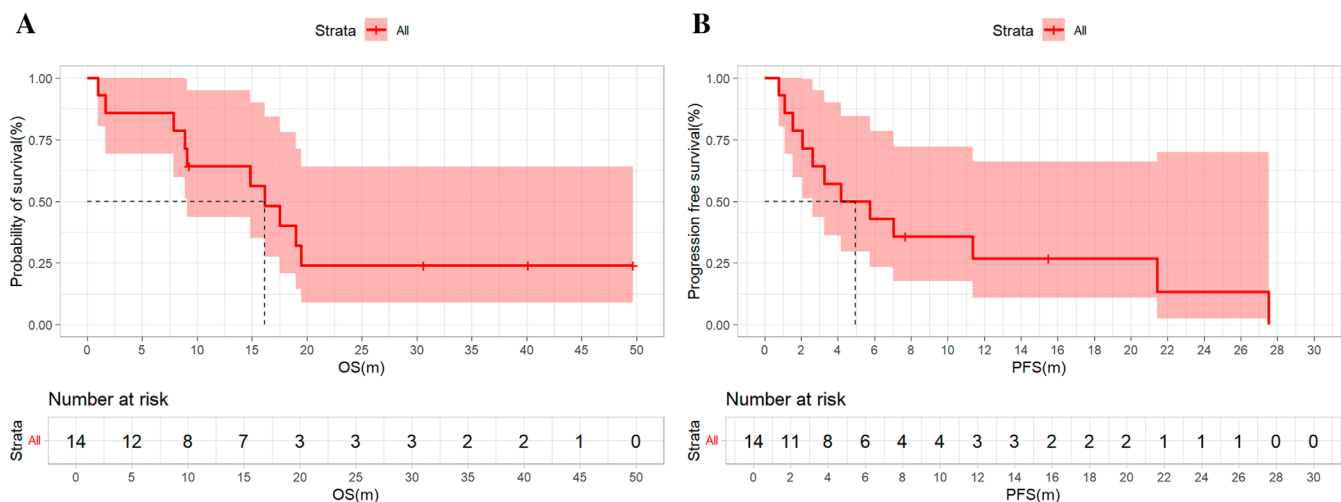 A
Strata All
Probability of survival(%)
1.00
0.75
0.50
0.25
0.00
0 5 10 15 20 25 30 35 40 45 50
OS(m)
Number at risk
Strata
All 14 12 8 7 3 3 3 2 2 1 0
0 5 10 15 20 25 30 35 40 45 50
OS(m)
B
Strata All
Progression free survival(%)
1.00
0.75
0.50
0.25
0.00
0 2 4 6 8 10 12 14 16 18 20 22 24 26 28 30
PFS(m)
Number at risk
Strata
All 14 11 8 6 4 4 3 3 2 2 2 1 1 1 0 0
0 2 4 6 8 10 12 14 16 18 20 22 24 26 28 30
PFS(m)